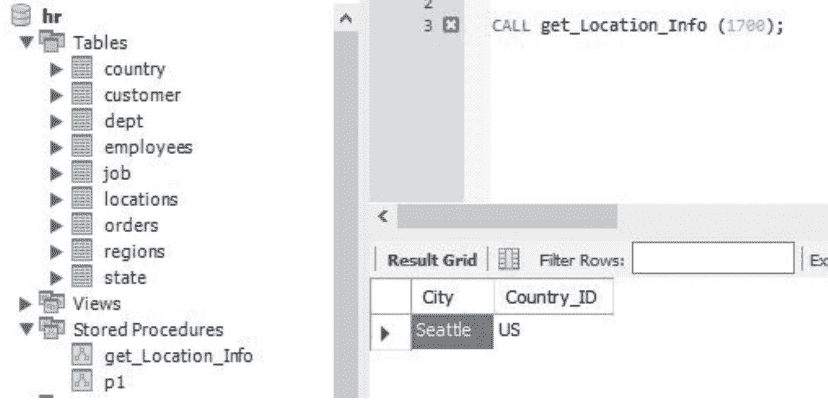 hr
Tables
country
customer
dept
employees
job
locations
orders
regions
state
Views
Stored Procedures
get_Location_Info
p1
2
3 CALL get_Location_Info (1700);
Result Grid Filter Rows: Ex
City Country_ID
Seattle US